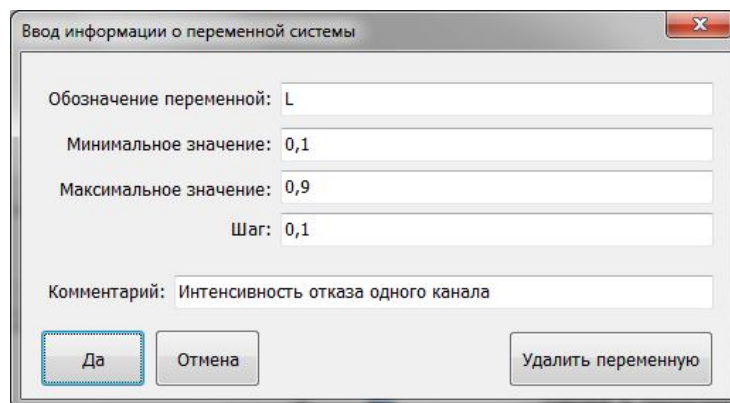 Ввод информации о переменной системы
Обозначение переменной: L
Минимальное значение: 0,1
Максимальное значение: 0,9
Шаг: 0,1
Комментарий: Интенсивность отказа одного канала
Да Отмена Удалить переменную